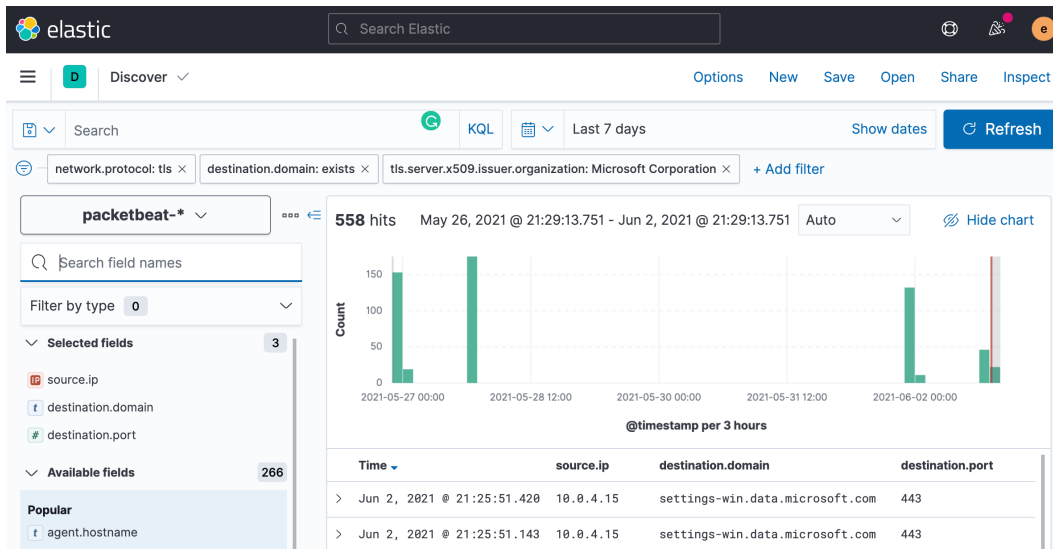 elastic
Search Elastic
e
D
Discover
Options New Save Open Share Inspect
Search
KQL
Last 7 days
Show dates
Refresh
network.protocol: tls ×
destination.domain: exists ×
tls.server.x509.issuer.organization: Microsoft Corporation ×
+ Add filter
packetbeat-*
Search field names
Filter by type 0
Selected fields 3
IP source.ip
t destination.domain
# destination.port
Available fields 266
Popular
t agent.hostname
558 hits May 26, 2021 @ 21:29:13.751 - Jun 2, 2021 @ 21:29:13.751 Auto
Hide chart
Count
150
100
50
0
2021-05-27 00:00 2021-05-28 12:00 2021-05-30 00:00 2021-05-31 12:00 2021-06-02 00:00
@timestamp per 3 hours
Time source.ip destination.domain destination.port
Jun 2, 2021 @ 21:25:51.420 10.0.4.15 settings-win.data.microsoft.com 443
Jun 2, 2021 @ 21:25:51.143 10.0.4.15 settings-win.data.microsoft.com 443